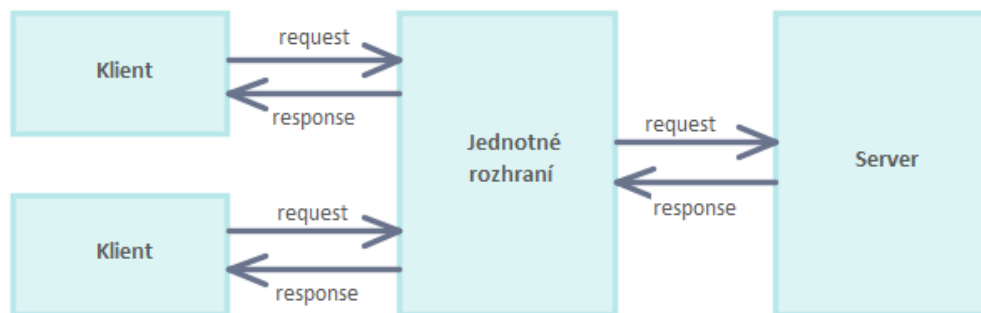 request
Klient
response
Jednotné
rozhraní
request
response
Server
request
Klient
response